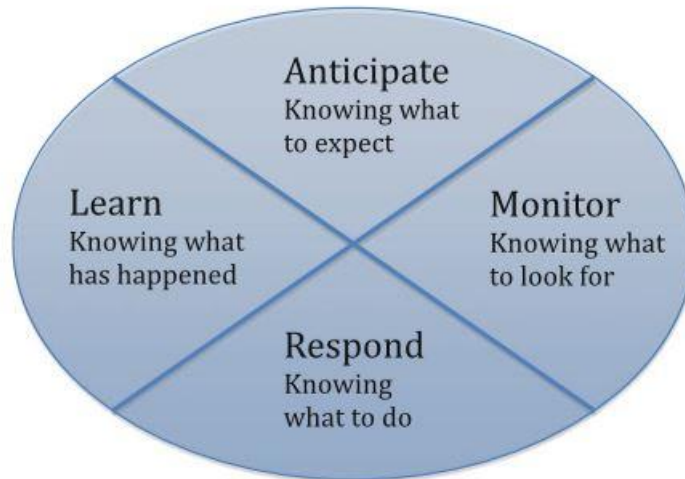 Anticipate
Knowing what
to expect
Learn
Knowing what
has happened
Monitor
Knowing what
to look for
Respond
Knowing
what to do